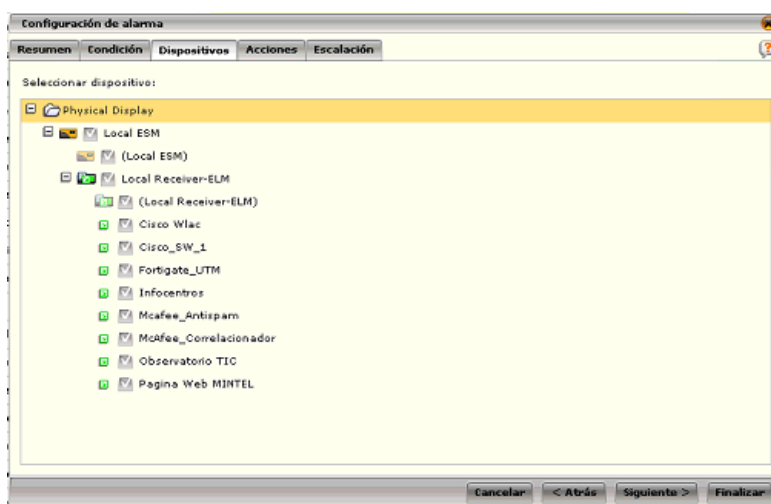 Configuración de alarma
Resumen Condición Dispositivos Acciones Escalación
Seleccionar dispositivo:
Physical Display
Local ESM
(Local ESM)
Local Receiver-ELM
(Local Receiver-ELM)
Cisco Wlac
Cisco_SW_1
Fortigate_UTM
Infocentros
Mcafee_Antispam
McAfee_Correlacionador
Observatorio TIC
Pagina Web MINTEL
Cancelar < Atrás Siguiente > Finalizar